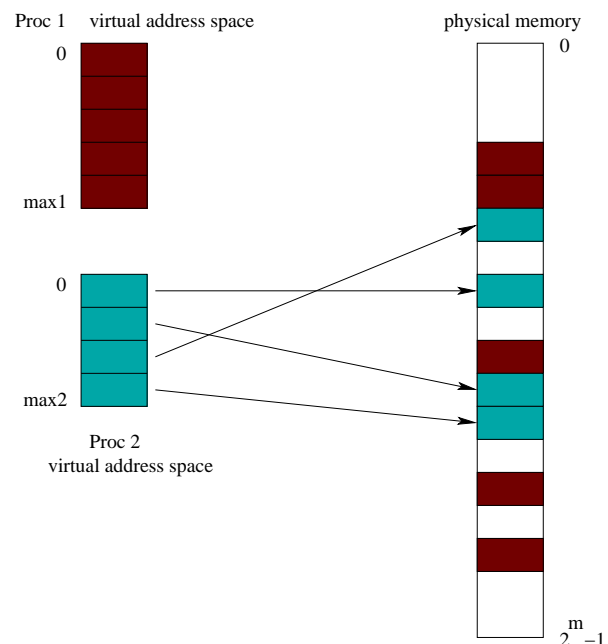 Proc 1 virtual address space
physical memory
0
0
max1
0
max2
Proc 2
virtual address space
m
2 −1